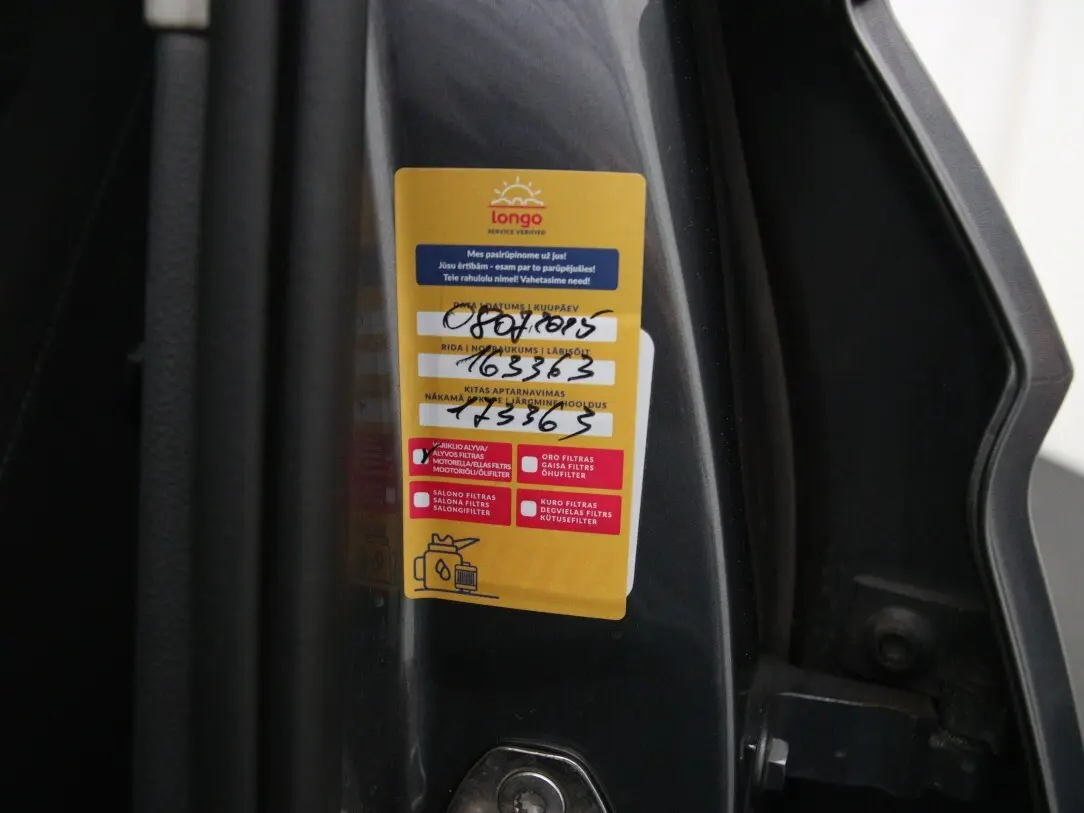 longo
SERVICE VERIFIED
Mes pasirūpinome už jus!
Jūsu ērtībām - esam par to parūpējušies!
Teie rahulolu nimel! Vahetasime need!
DATA | DATUMS | KUUPÄEV
08.07.2025
RIDA | NOBRAUKUMS | LÄBISÕIT
163363
KITAS APTARNAVIMAS
NĀKAMĀ APKOPE | JÄRGMINE HOOLDUS
173363
VARIKLIO ALYVA/
ALYVOS FILTRAS
MOTOREĻĻA/EĻĻAS FILTRS
MOOTORIÕLI/ÕLIFILTER
ORO FILTRAS
GAISA FILTRS
ÕHUFILTER
SALONO FILTRAS
SALONA FILTRS
SALONGIFILTER
KURO FILTRAS
DEGVIELAS FILTRS
KÜTUSEFILTER